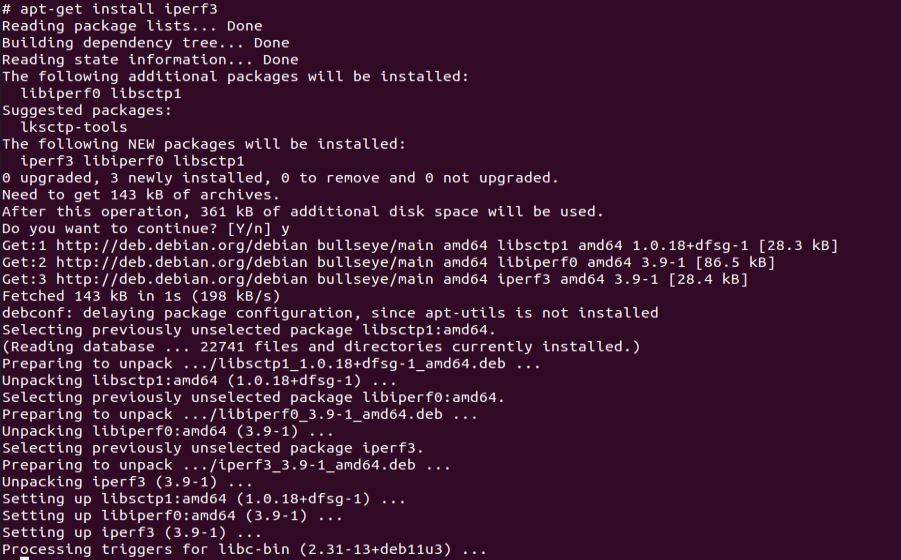 # apt-get install iperf3
Reading package lists... Done
Building dependency tree... Done
Reading state information... Done
The following additional packages will be installed:
  libiperf0 libsctp1
Suggested packages:
  lksctp-tools
The following NEW packages will be installed:
  iperf3 libiperf0 libsctp1
0 upgraded, 3 newly installed, 0 to remove and 0 not upgraded.
Need to get 143 kB of archives.
After this operation, 361 kB of additional disk space will be used.
Do you want to continue? [Y/n] y
Get:1 http://deb.debian.org/debian bullseye/main amd64 libsctp1 amd64 1.0.18+dfsg-1 [28.3 kB]
Get:2 http://deb.debian.org/debian bullseye/main amd64 libiperf0 amd64 3.9-1 [86.5 kB]
Get:3 http://deb.debian.org/debian bullseye/main amd64 iperf3 amd64 3.9-1 [28.4 kB]
Fetched 143 kB in 1s (198 kB/s)
debconf: delaying package configuration, since apt-utils is not installed
Selecting previously unselected package libsctp1:amd64.
(Reading database ... 22741 files and directories currently installed.)
Preparing to unpack .../libsctp1_1.0.18+dfsg-1_amd64.deb ...
Unpacking libsctp1:amd64 (1.0.18+dfsg-1) ...
Selecting previously unselected package libiperf0:amd64.
Preparing to unpack .../libiperf0_3.9-1_amd64.deb ...
Unpacking libiperf0:amd64 (3.9-1) ...
Selecting previously unselected package iperf3.
Preparing to unpack .../iperf3_3.9-1_amd64.deb ...
Unpacking iperf3 (3.9-1) ...
Setting up libsctp1:amd64 (1.0.18+dfsg-1) ...
Setting up libiperf0:amd64 (3.9-1) ...
Setting up iperf3 (3.9-1) ...
Processing triggers for libc-bin (2.31-13+deb11u3) ...